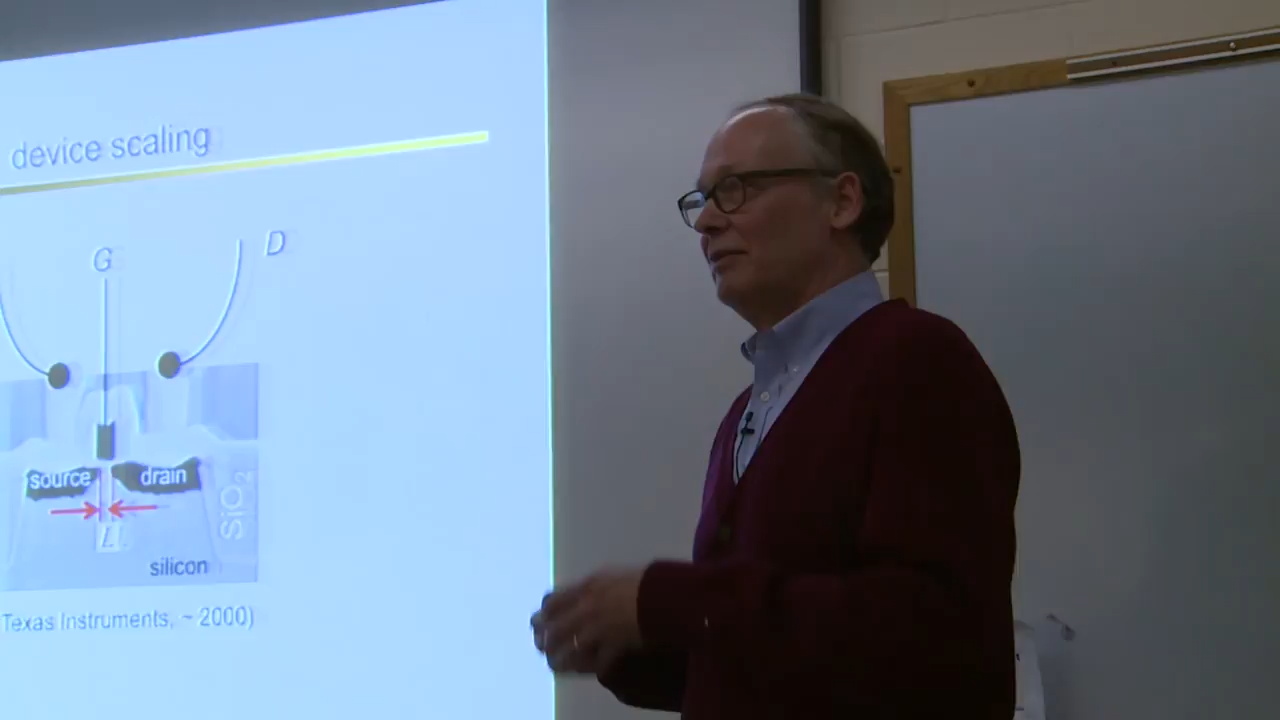 device scaling
G
D
source
drain
SiO2
L
silicon
Texas Instruments, ~ 2000)